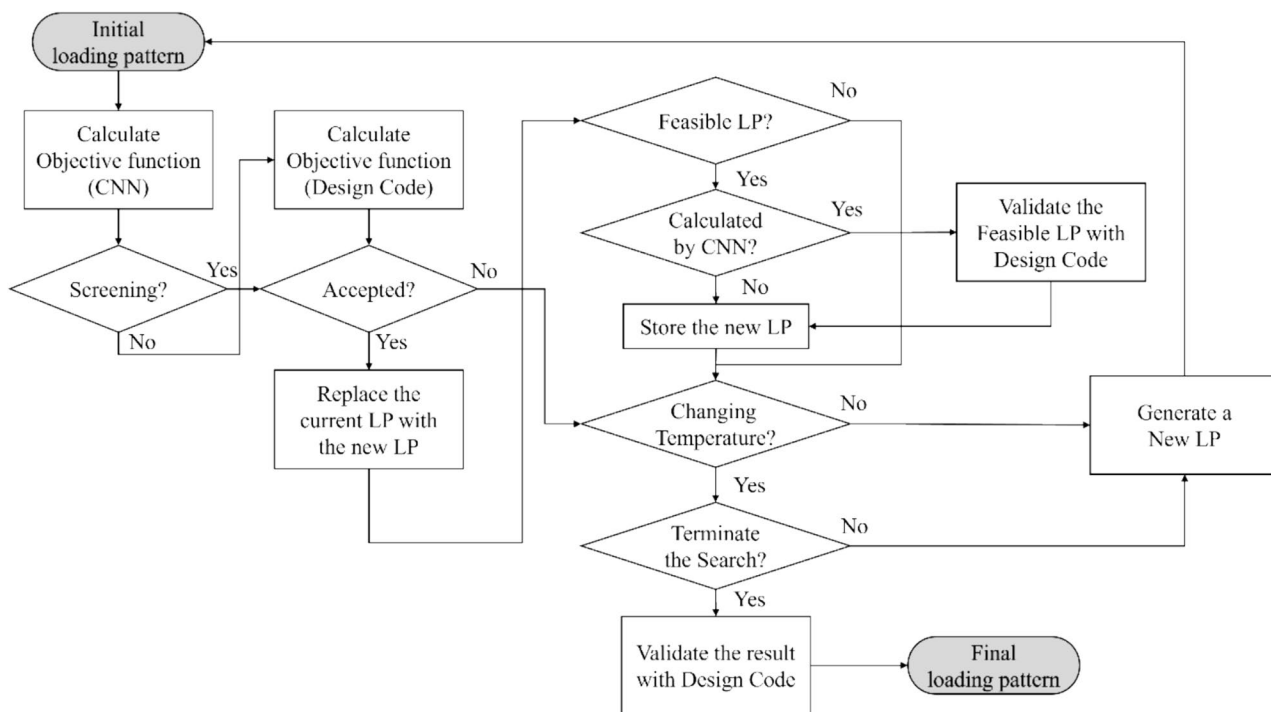 Initial
loading pattern
Calculate
Objective function
(CNN)
Screening?
Yes
No
Calculate
Objective function
(Design Code)
Accepted?
No
Yes
Replace the
current LP with
the new LP
Feasible LP?
No
Yes
Calculated
by CNN?
Yes
No
Validate the
Feasible LP with
Design Code
Store the new LP
Changing
Temperature?
No
Yes
Generate a
New LP
Terminate
the Search?
No
Yes
Validate the result
with Design Code
Final
loading pattern